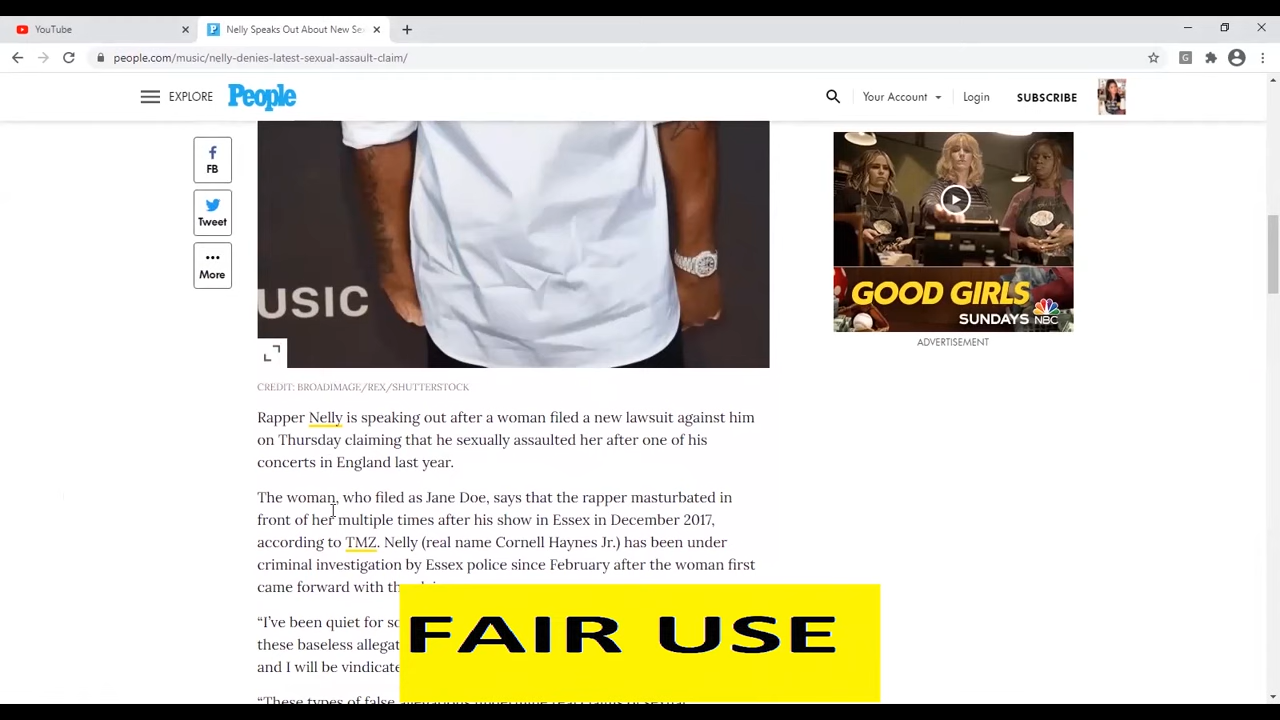 YouTube
Nelly Speaks Out About New Se
people.com/music/nelly-denies-latest-sexual-assault-claim/
EXPLORE People Your Account Login SUBSCRIBE
FB
Tweet
More
USIC
GOOD GIRLS
SUNDAYS NBC
ADVERTISEMENT
CREDIT: BROADIMAGE/REX/SHUTTERSTOCK
Rapper Nelly is speaking out after a woman filed a new lawsuit against him
on Thursday claiming that he sexually assaulted her after one of his
concerts in England last year.
The woman, who filed as Jane Doe, says that the rapper masturbated in
front of her multiple times after his show in Essex in December 2017,
according to TMZ. Nelly (real name Cornell Haynes Jr.) has been under
criminal investigation by Essex police since February after the woman first
came forward with
“I’ve been quiet for
these baseless
and I will be
“These types of false
FAIR USE